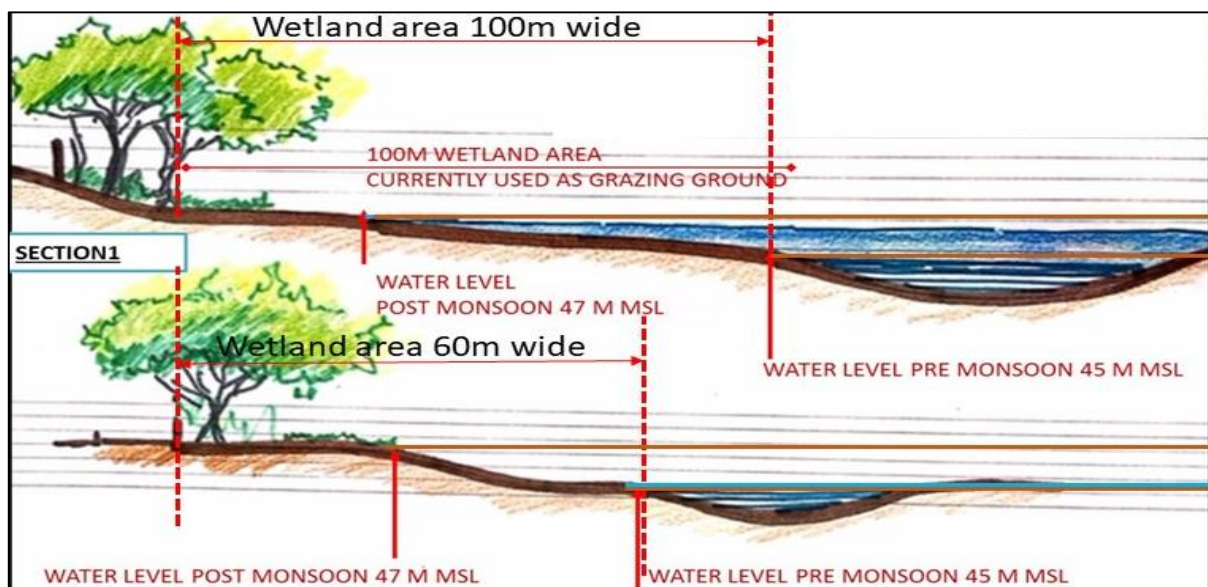 Wetland area 100m wide
100M WETLAND AREA
CURRENTLY USED AS GRAZING GROUND
SECTION1
WATER LEVEL
POST MONSOON 47 M MSL
Wetland area 60m wide
WATER LEVEL PRE MONSOON 45 M MSL
WATER LEVEL POST MONSOON 47 M MSL
WATER LEVEL PRE MONSOON 45 M MSL